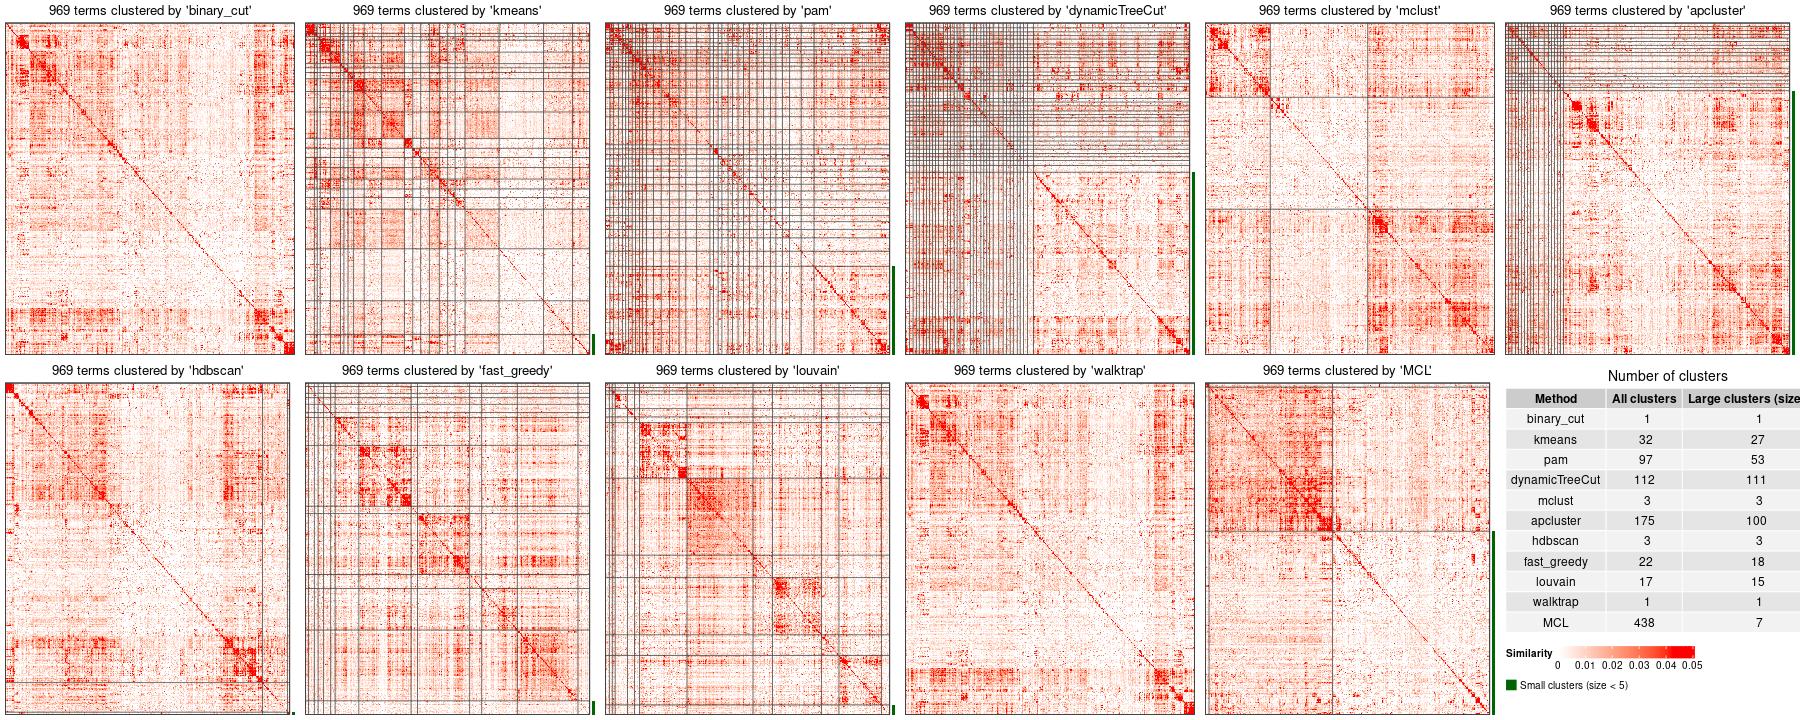 969 terms clustered by 'binary_cut'
969 terms clustered by 'kmeans'
969 terms clustered by 'pam'
969 terms clustered by 'dynamicTreeCut'
969 terms clustered by 'mclust'
969 terms clustered by 'apcluster'
969 terms clustered by 'hdbscan'
969 terms clustered by 'fast_greedy'
969 terms clustered by 'louvain'
969 terms clustered by 'walktrap'
969 terms clustered by 'MCL'
Number of clusters
Method All clusters Large clusters (size
binary_cut 1 1
kmeans 32 27
pam 97 53
dynamicTreeCut 112 111
mclust 3 3
apcluster 175 100
hdbscan 3 3
fast_greedy 22 18
louvain 17 15
walktrap 1 1
MCL 438 7
Similarity
0 0.01 0.02 0.03 0.04 0.05
Small clusters (size < 5)